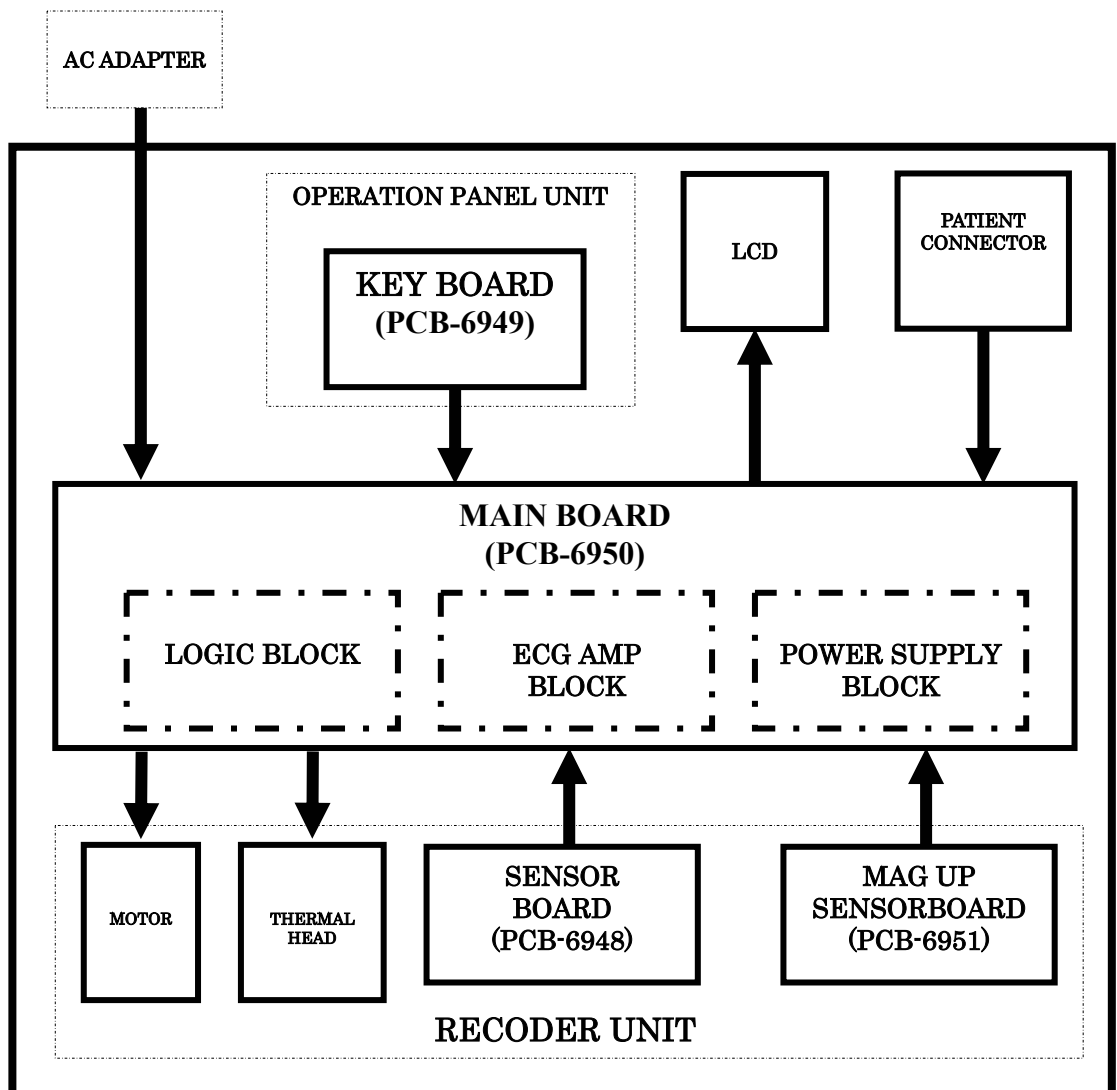 AC ADAPTER
OPERATION PANEL UNIT
KEY BOARD
(PCB-6949)
LCD
PATIENT
CONNECTOR
MAIN BOARD
(PCB-6950)
LOGIC BLOCK
ECG AMP
BLOCK
POWER SUPPLY
BLOCK
MOTOR
THERMAL
HEAD
SENSOR
BOARD
(PCB-6948)
MAG UP
SENSORBOARD
(PCB-6951)
RECODER UNIT